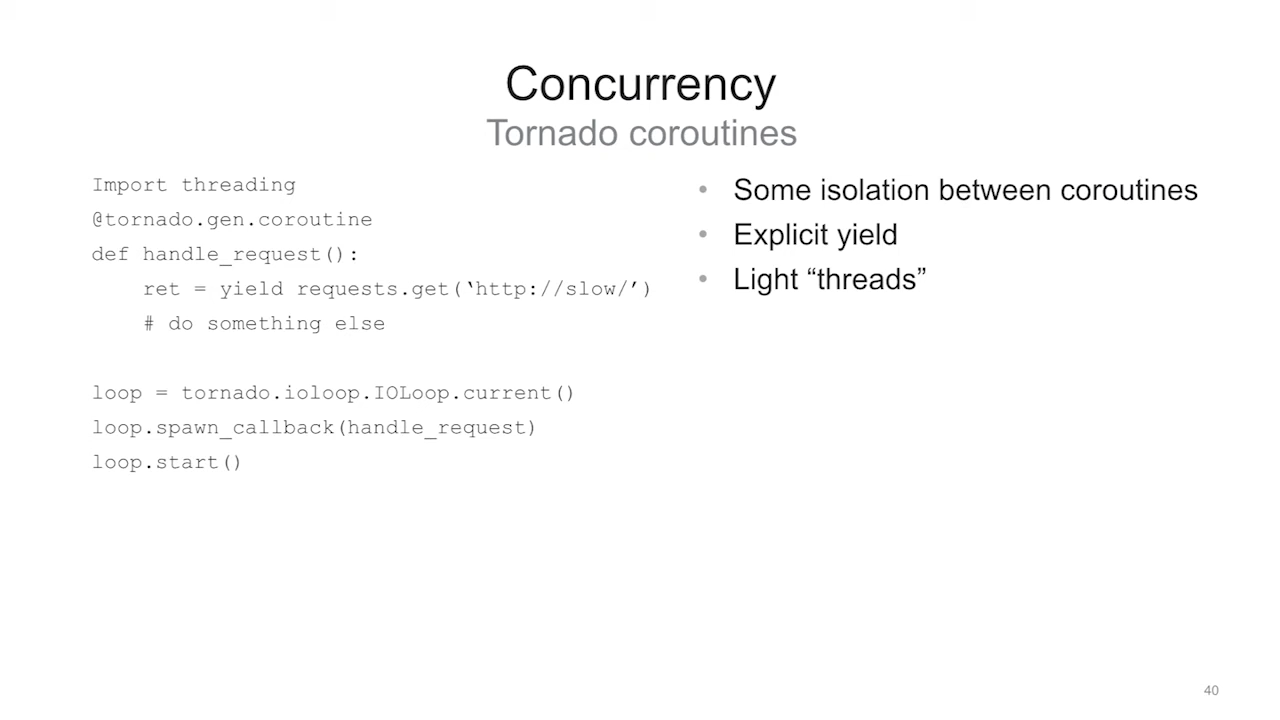 Concurrency
Tornado coroutines
Import threading
@tornado.gen.coroutine
def handle_request():
    ret = yield requests.get(‘http://slow/’)
    # do something else
loop = tornado.ioloop.IOLoop.current()
loop.spawn_callback(handle_request)
loop.start()
• Some isolation between coroutines
• Explicit yield
• Light “threads”
40